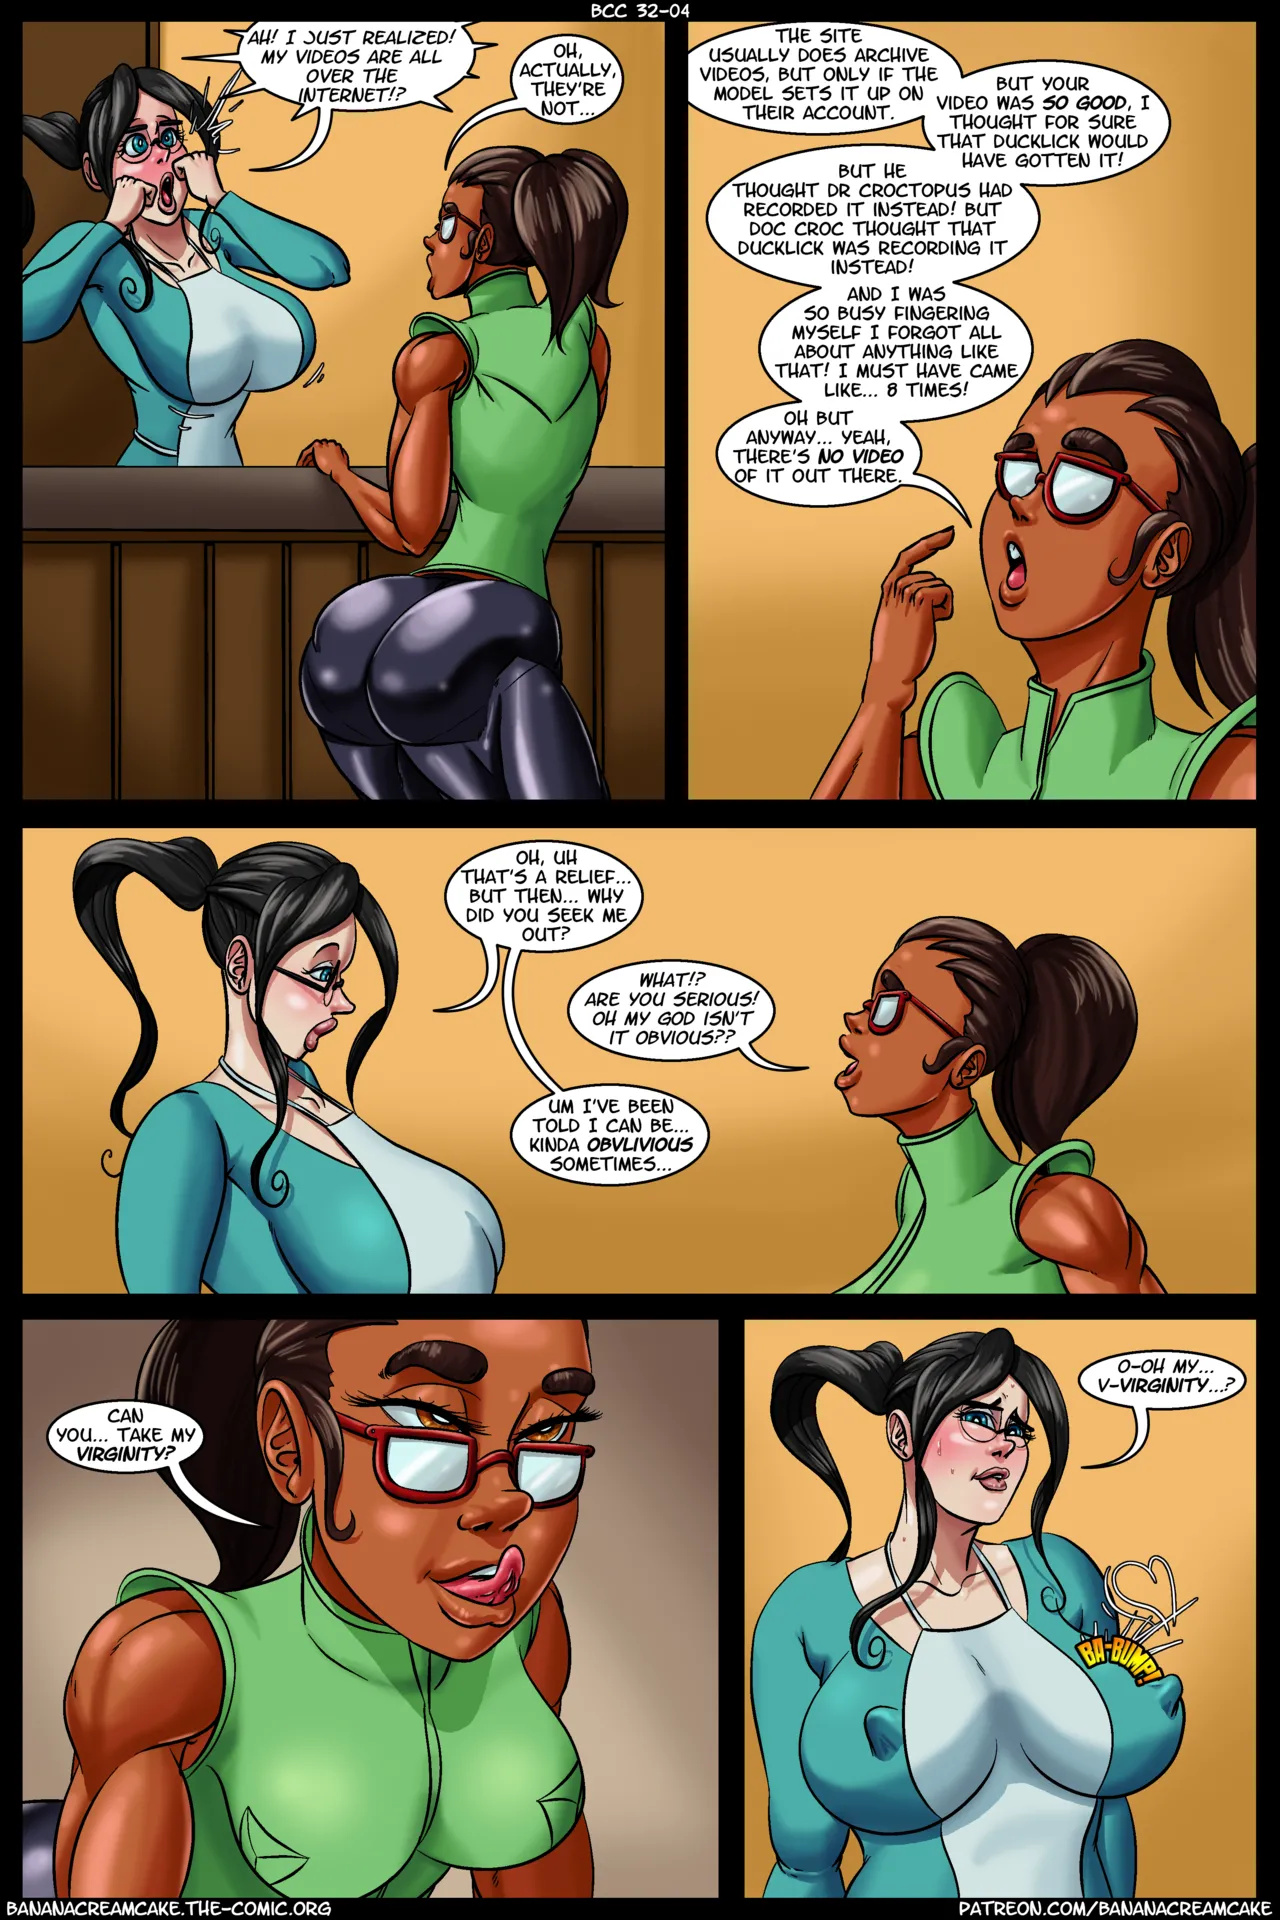 BCC 32-04
AH! I JUST REALIZED!
MY VIDEOS ARE ALL
OVER THE
INTERNET!?
OH,
ACTUALLY,
THEY'RE
NOT...
THE SITE
USUALLY DOES ARCHIVE
VIDEOS, BUT ONLY IF THE
MODEL SETS IT UP ON
THEIR ACCOUNT.
BUT YOUR
VIDEO WAS SO GOOD, I
THOUGHT FOR SURE
THAT DUCKLICK WOULD
HAVE GOTTEN IT!
BUT HE
THOUGHT DR CROCTOPUS HAD
RECORDED IT INSTEAD! BUT
DOC CROC THOUGHT THAT
DUCKLICK WAS RECORDING IT
INSTEAD!
AND I WAS
SO BUSY FINGERING
MYSELF I FORGOT ALL
ABOUT ANYTHING LIKE
THAT! I MUST HAVE CAME
LIKE... 8 TIMES!
OH BUT
ANYWAY... YEAH,
THERE'S NO VIDEO
OF IT OUT THERE.
OH, UH
THAT'S A RELIEF...
BUT THEN... WHY
DID YOU SEEK ME
OUT?
WHAT!?
ARE YOU SERIOUS!
OH MY GOD ISN'T
IT OBVIOUS??
UM I'VE BEEN
TOLD I CAN BE...
KINDA OBVLIVIOUS
SOMETIMES...
CAN
YOU... TAKE MY
VIRGINITY?
O-OH MY...
V-VIRGINITY...?
BA-BUMP!
BANANACREAMCAKE.THE-COMIC.ORG
PATREON.COM/BANANACREAMCAKE